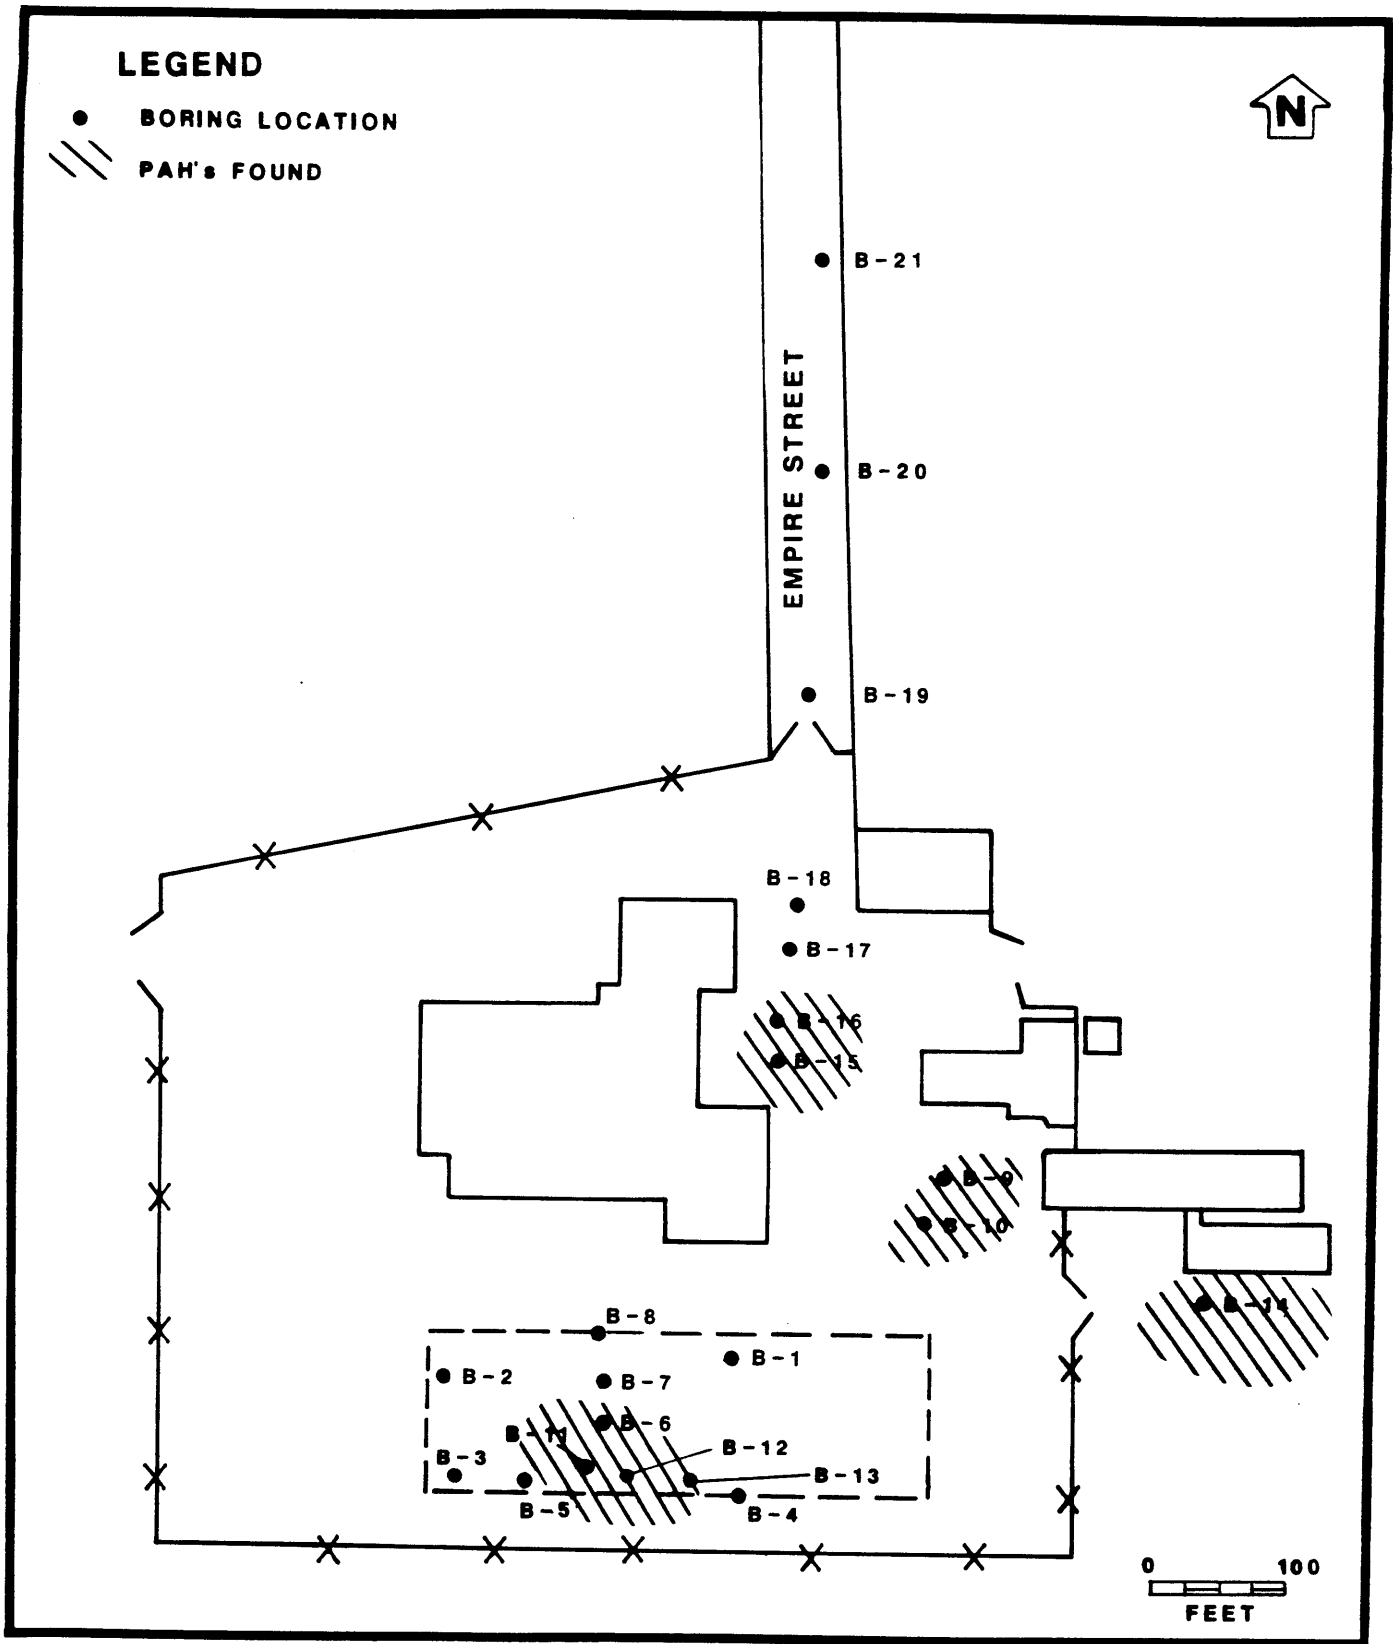 LEGEND
N
BORING LOCATION
PAH's FOUND
B-21
EMPIRE STREET
B-20
B-19
B-18
B-17
B-16
B-15
B-9
B-10
B-14
B-8
B-1
B-2
B-7
B-6
B-11
B-12
B-3
B-13
B-5
B-4
0 100
FEET